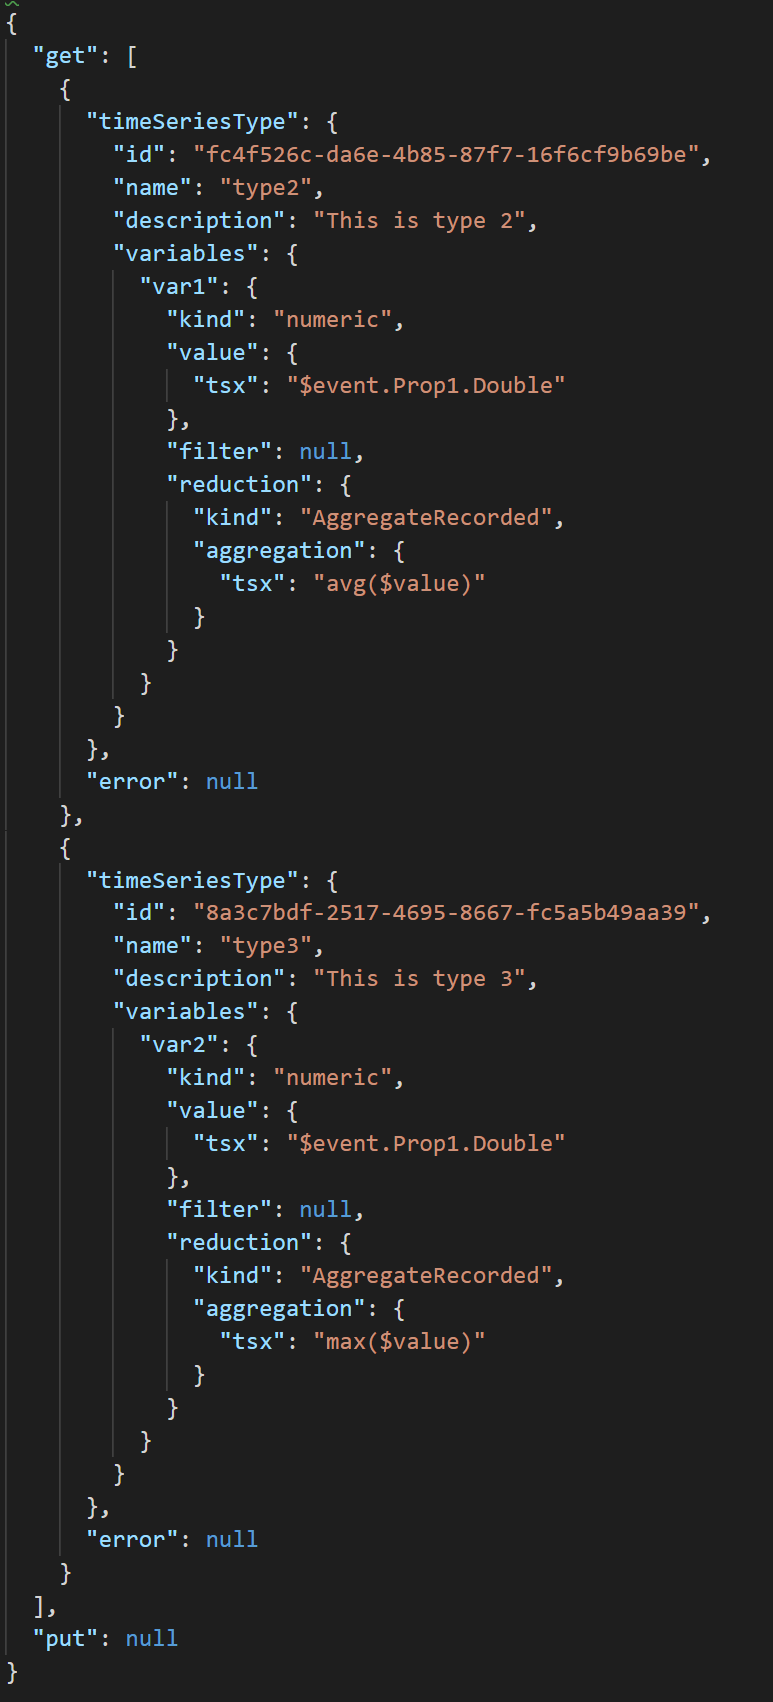 {
  "get": [
    {
      "timeSeriesType": {
        "id": "fc4f526c-da6e-4b85-87f7-16f6cf9b69be",
        "name": "type2",
        "description": "This is type 2",
        "variables": {
          "var1": {
            "kind": "numeric",
            "value": {
              "tsx": "$event.Prop1.Double"
            },
            "filter": null,
            "reduction": {
              "kind": "AggregateRecorded",
              "aggregation": {
                "tsx": "avg($value)"
              }
            }
          }
        }
      },
      "error": null
    },
    {
      "timeSeriesType": {
        "id": "8a3c7bdf-2517-4695-8667-fc5a5b49aa39",
        "name": "type3",
        "description": "This is type 3",
        "variables": {
          "var2": {
            "kind": "numeric",
            "value": {
              "tsx": "$event.Prop1.Double"
            },
            "filter": null,
            "reduction": {
              "kind": "AggregateRecorded",
              "aggregation": {
                "tsx": "max($value)"
              }
            }
          }
        }
      },
      "error": null
    }
  ],
  "put": null
}